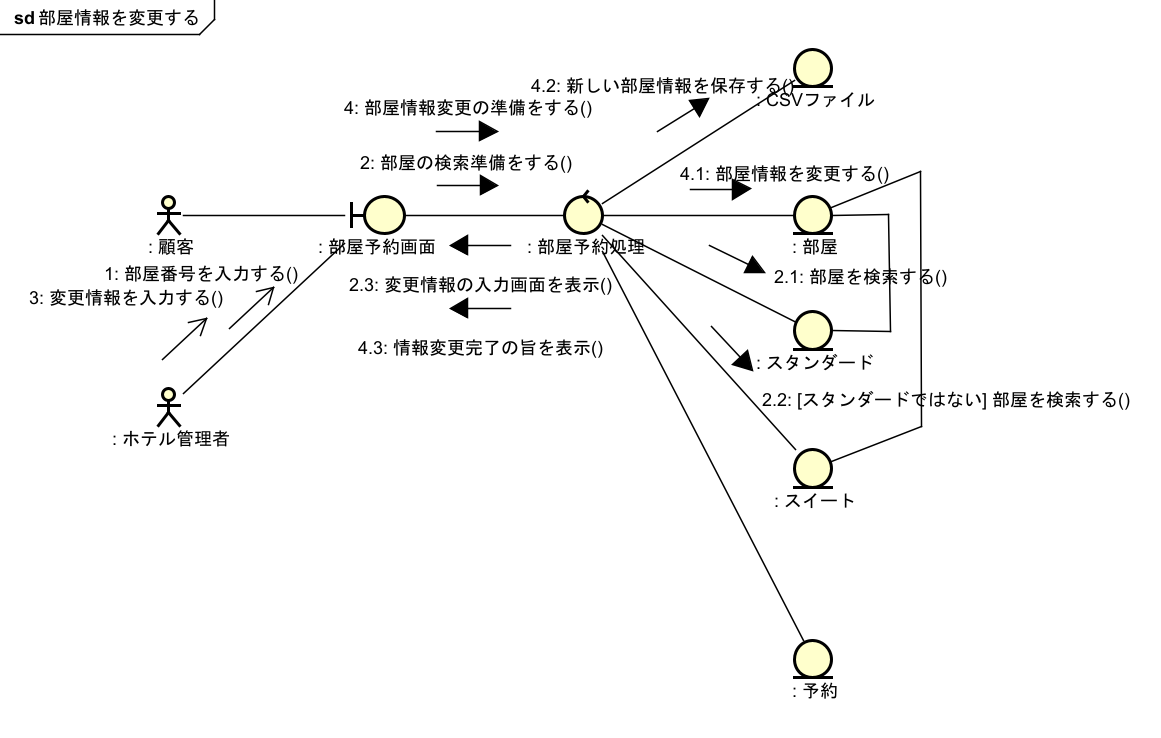 sd 部屋情報を変更する
4.2: 新しい部屋情報を保存する()
: CSVファイル
4: 部屋情報変更の準備をする()
2: 部屋の検索準備をする()
4.1: 部屋情報を変更する()
: 顧客
: 部屋予約画面
: 部屋予約処理
: 部屋
1: 部屋番号を入力する()
2.1: 部屋を検索する()
3: 変更情報を入力する()
2.3: 変更情報の入力画面を表示()
4.3: 情報変更完了の旨を表示()
: スタンダード
2.2: [スタンダードではない] 部屋を検索する()
: ホテル管理者
: スイート
: 予約